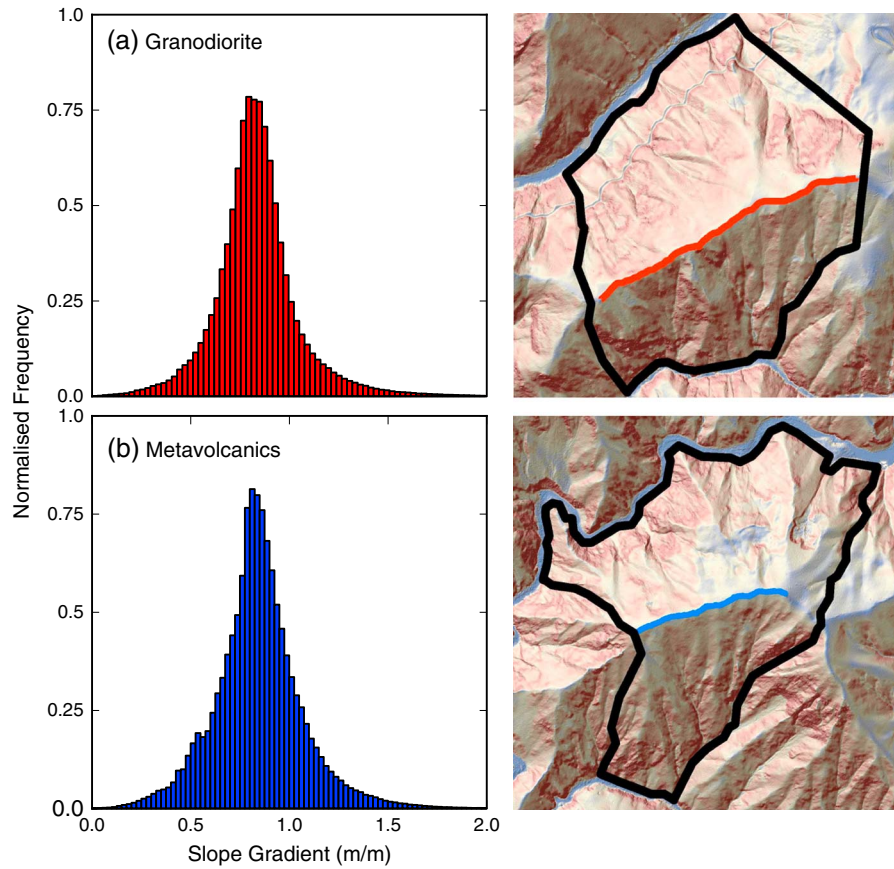 1.0
(a) Granodiorite
0.75
0.5
0.25
0.0
1.0
(b) Metavolcanics
0.75
0.5
0.25
0.0
0.0 0.5 1.0 1.5 2.0
Slope Gradient (m/m)
Normalised Frequency